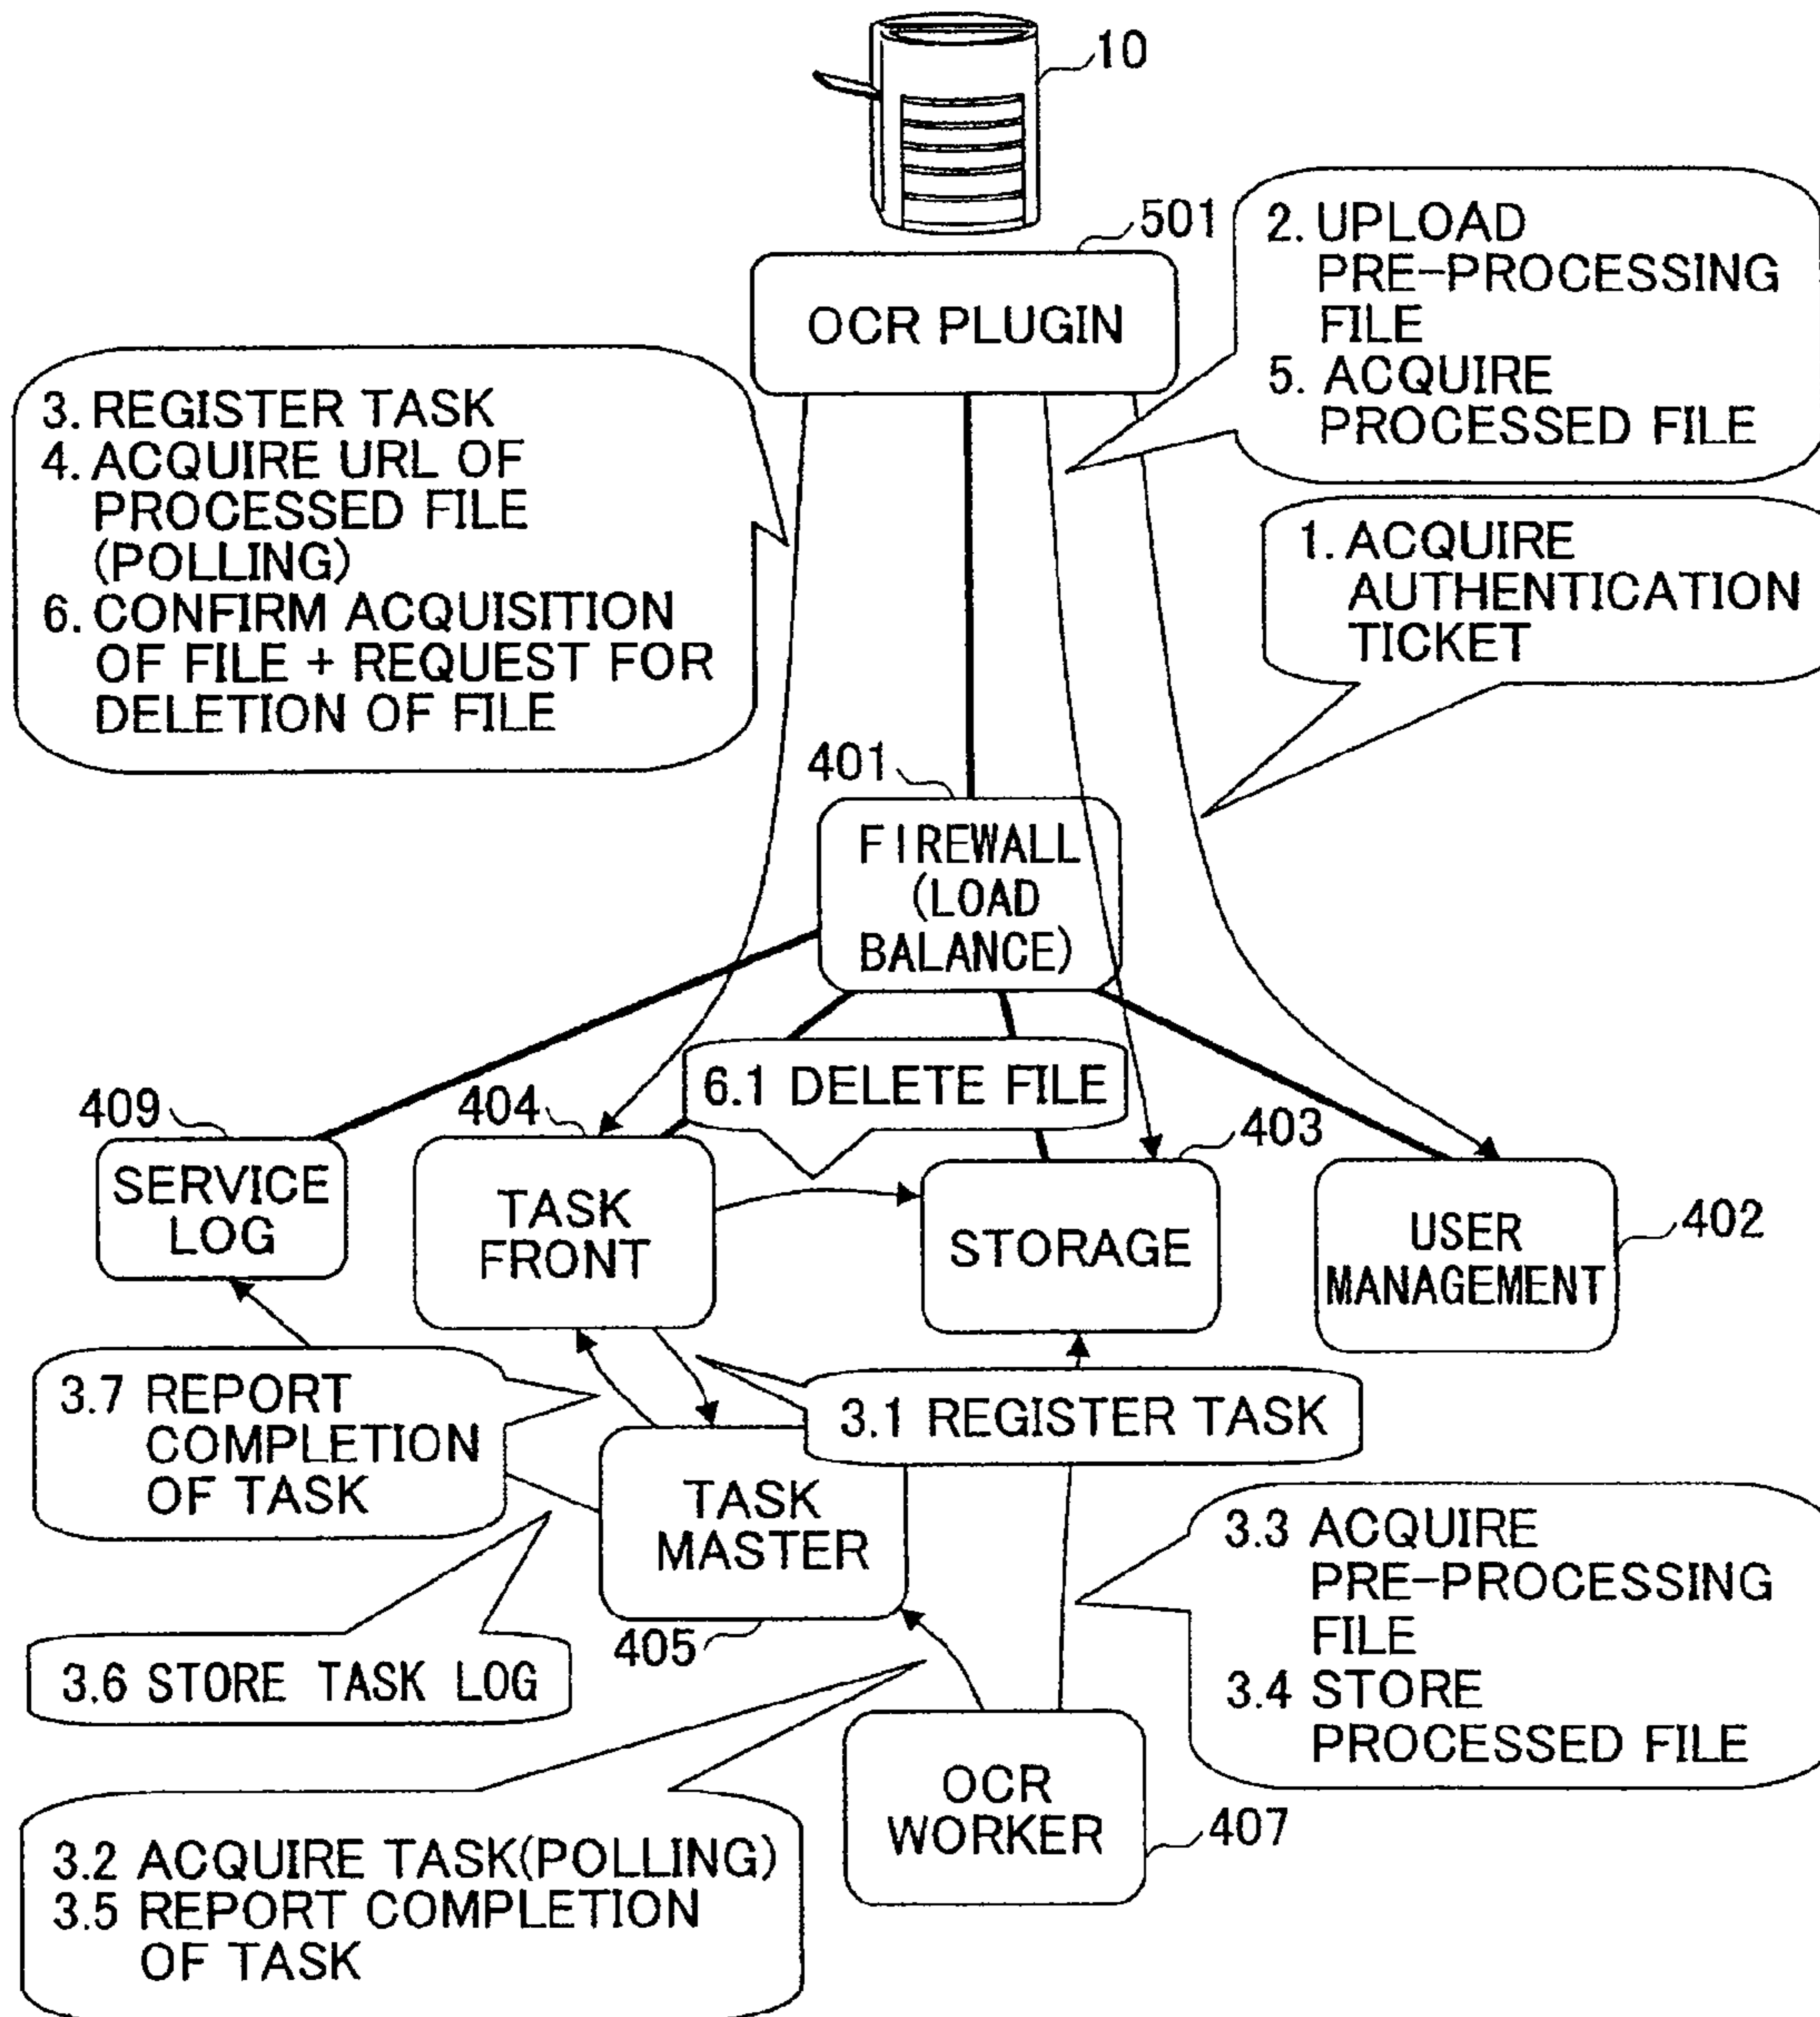 10
501
OCR PLUGIN
2. UPLOAD
PRE-PROCESSING
FILE
5. ACQUIRE
PROCESSED FILE
3. REGISTER TASK
4. ACQUIRE URL OF
PROCESSED FILE
(POLLING)
6. CONFIRM ACQUISITION
OF FILE + REQUEST FOR
DELETION OF FILE
1. ACQUIRE
AUTHENTICATION
TICKET
401
FIREWALL
(LOAD
BALANCE)
6.1 DELETE FILE
409
SERVICE
LOG
404
TASK
FRONT
403
STORAGE
402
USER
MANAGEMENT
3.7 REPORT
COMPLETION
OF TASK
3.1 REGISTER TASK
TASK
MASTER
405
3.3 ACQUIRE
PRE-PROCESSING
FILE
3.4 STORE
PROCESSED FILE
3.6 STORE TASK LOG
OCR
WORKER
407
3.2 ACQUIRE TASK(POLLING)
3.5 REPORT COMPLETION
OF TASK